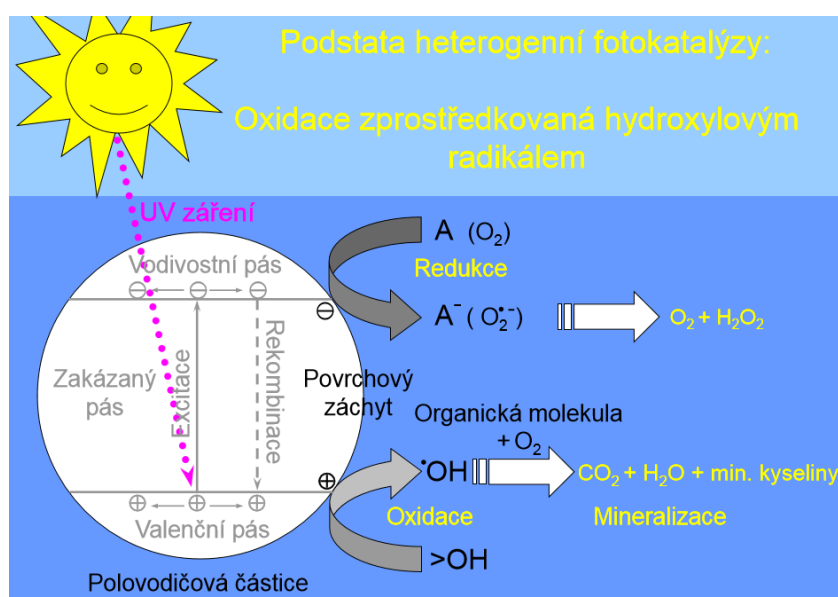 Podstata heterogenní fotokatalýzy:
Oxidace zprostředkovaná hydroxylovým
radikálem
UV záření
A (O₂)
Redukce
A⁻ (O₂•⁻)
O₂ + H₂O₂
Vodivostní pás
⊖ ⊖ ⊖
⊖
Zakázaný
pás
Excitace
Rekombinace
Povrchový
záchyt
Organická molekula
+ O₂
•OH
CO₂ + H₂O + min. kyseliny
⊕
⊕ ⊕ ⊕
Valenční pás
Oxidace
Mineralizace
>OH
Polovodičová částice